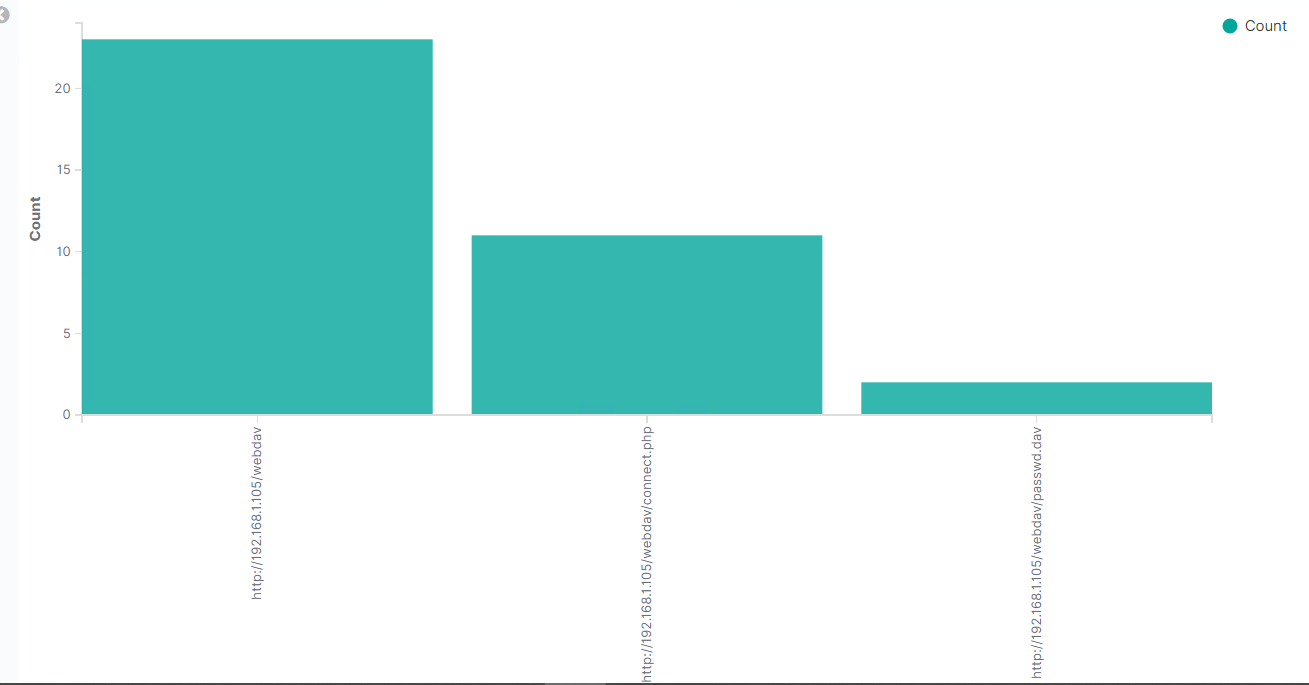 Count
20
15
10
5
0
Count
http://192.168.1.105/webdav
http://192.168.1.105/webdav/connect.php
http://192.168.1.105/webdav/passwd.dav